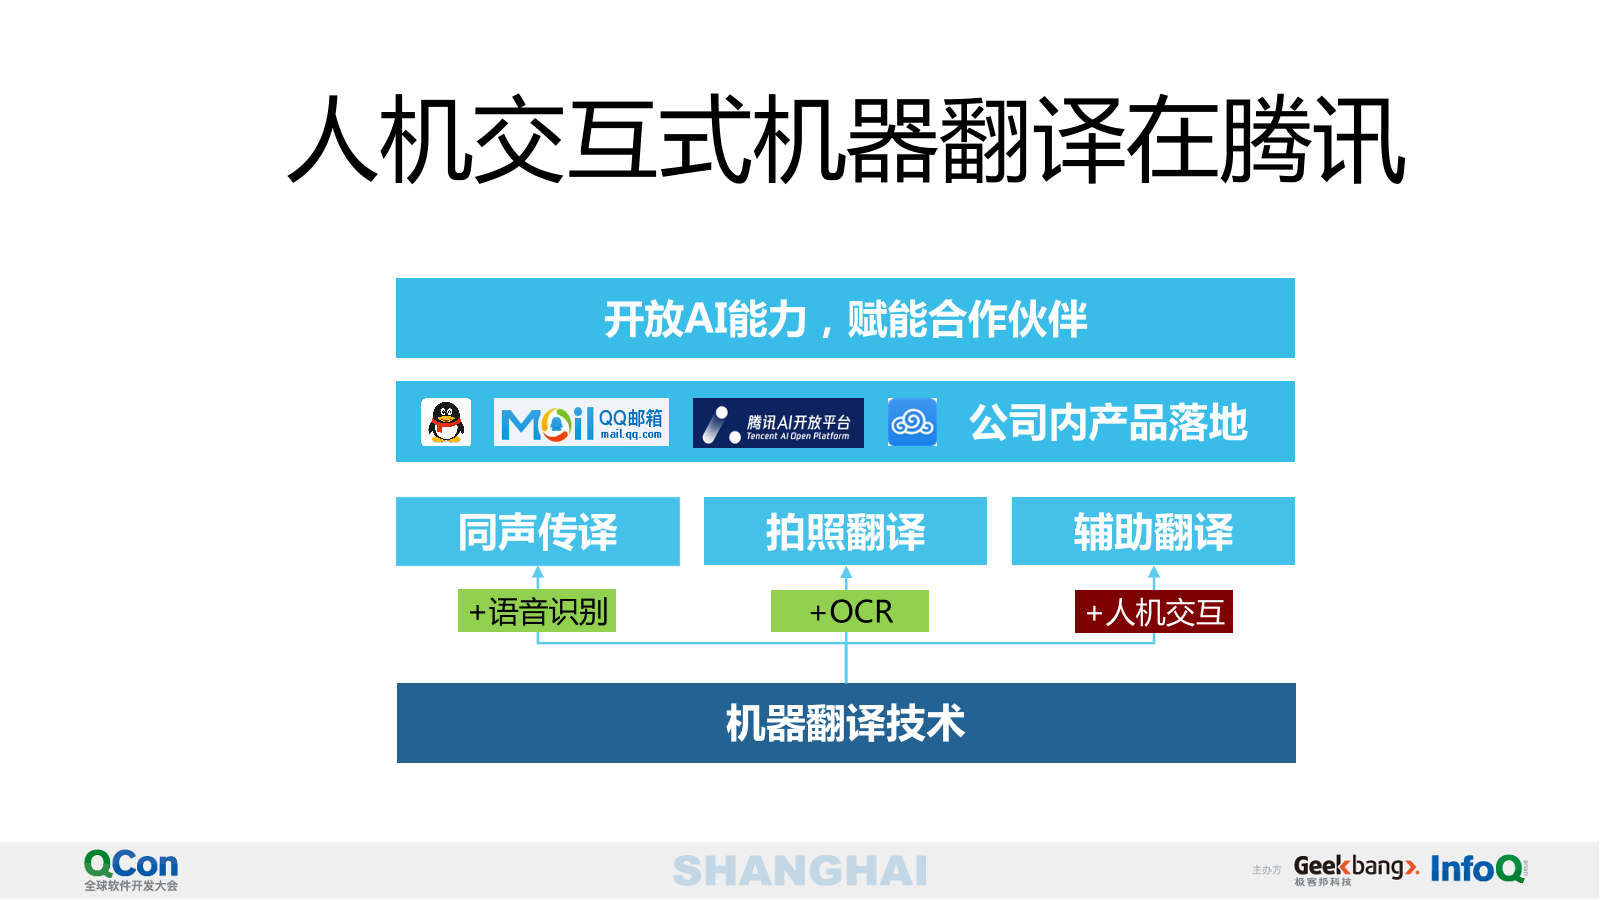 人机交互式机器翻译在腾讯
开放AI能力，赋能合作伙伴
Mail QQ邮箱
mail.qq.com
腾讯AI开放平台
Tencent AI Open Platform
公司内产品落地
同声传译
拍照翻译
辅助翻译
+语音识别
+OCR
+人机交互
机器翻译技术
QCon
全球软件开发大会
SHANGHAI
主办方
Geekbang>.
极客邦科技
InfoQ